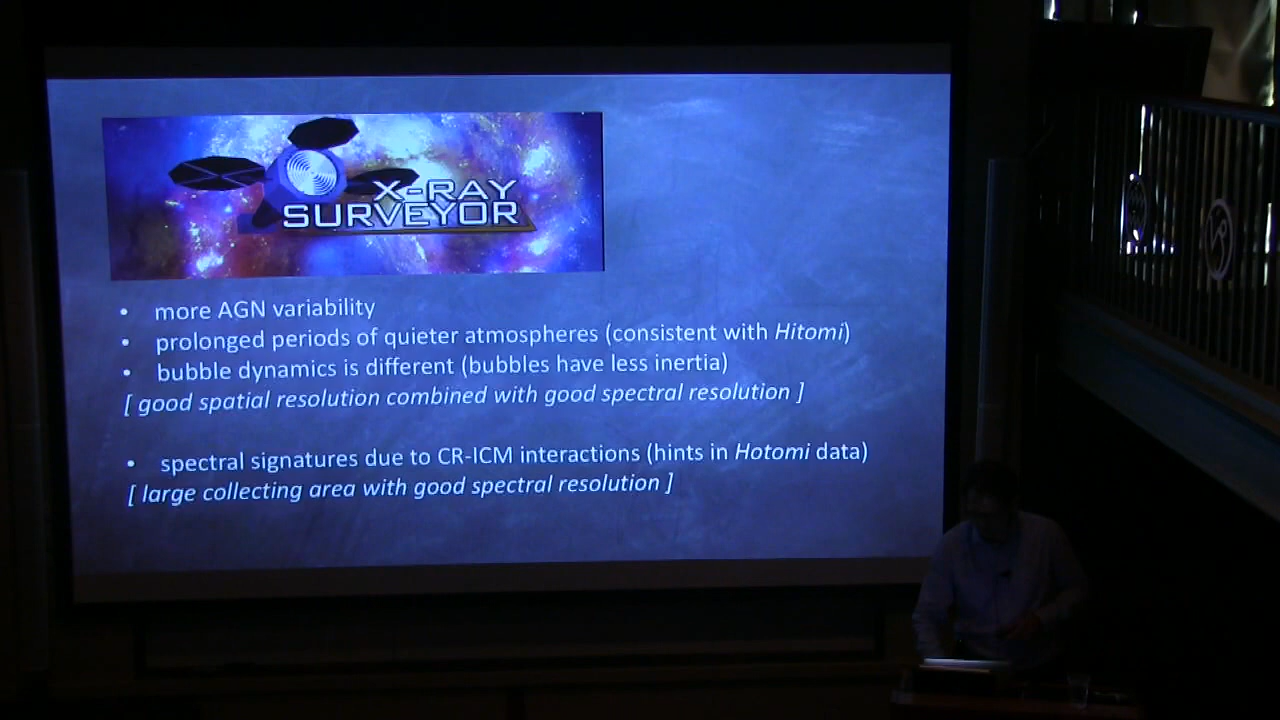 X-RAY
SURVEYOR
• more AGN variability
• prolonged periods of quieter atmospheres (consistent with Hitomi)
• bubble dynamics is different (bubbles have less inertia)
[ good spatial resolution combined with good spectral resolution ]
• spectral signatures due to CR-ICM interactions (hints in Hotomi data)
[ large collecting area with good spectral resolution ]